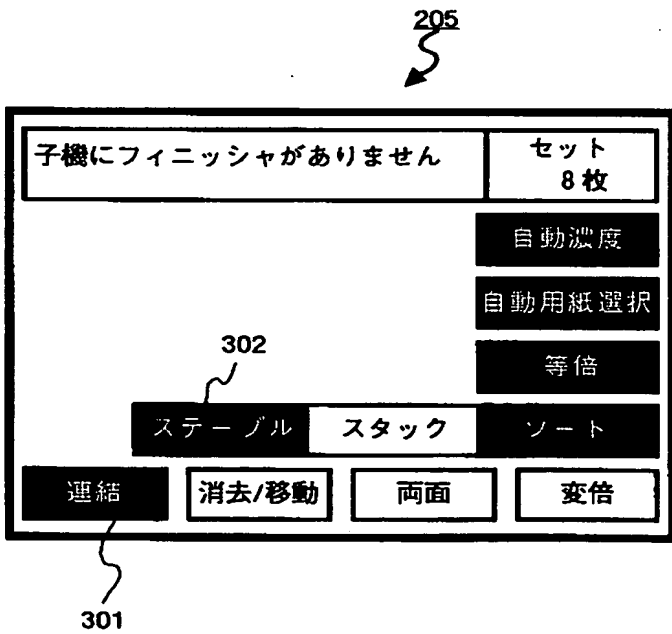 205
子機にフィニッシャがありません
セット
8枚
自動濃度
自動用紙選択
等倍
302
ステープル
スタック
ソート
連結
消去/移動
両面
変倍
301